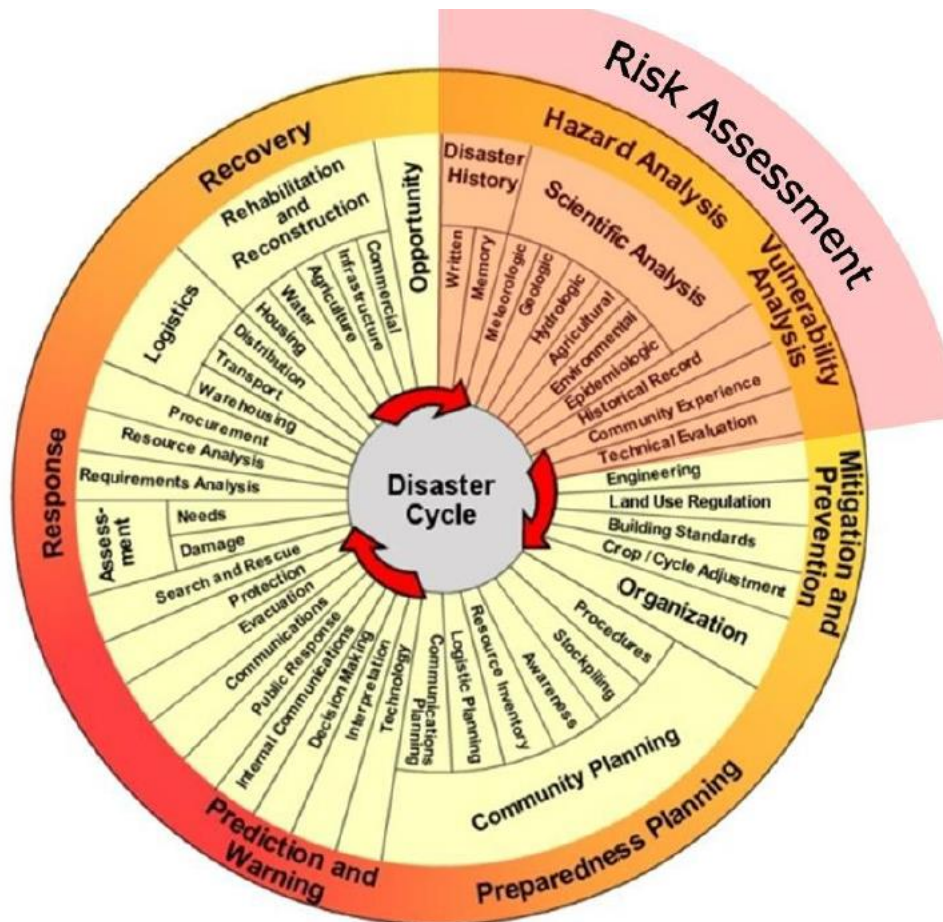 Risk Assessment
Hazard Analysis
Vulnerability
Analysis
Mitigation and
Prevention
Preparedness Planning
Prediction and
Warning
Response
Recovery
Disaster
History
Written
Memory
Scientific Analysis
Meteorologic
Geologic
Hydrologic
Agricultural
Environmental
Epidemiologic
Historical Record
Community Experience
Technical Evaluation
Engineering
Land Use Regulation
Building Standards
Crop / Cycle Adjustment
Organization
Community Planning
Procedures
Stockpiling
Awareness
Resource Inventory
Logistic Planning
Communications
Planning
Technology
Interpretation
Decision Making
Internal Communications
Public Response
Communications
Evacuation
Protection
Search and Rescue
Assess-
ment
Damage
Needs
Requirements Analysis
Resource Analysis
Procurement
Logistics
Warehousing
Transport
Distribution
Rehabilitation
and
Reconstruction
Housing
Water
Agriculture
Infrastructure
Commercial
Opportunity
Disaster
Cycle